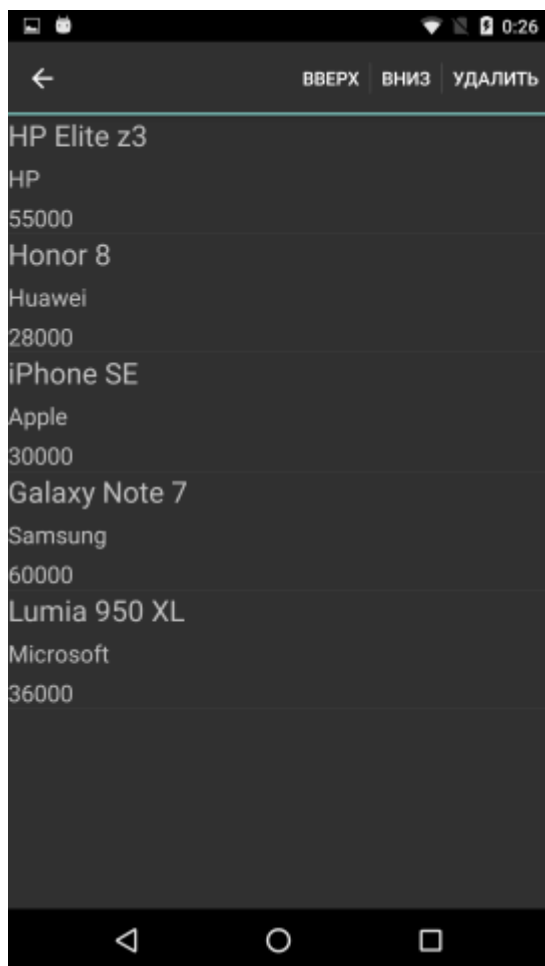 0:26
ВВЕРХ ВНИЗ УДАЛИТЬ
HP Elite z3
HP
55000
Honor 8
Huawei
28000
iPhone SE
Apple
30000
Galaxy Note 7
Samsung
60000
Lumia 950 XL
Microsoft
36000